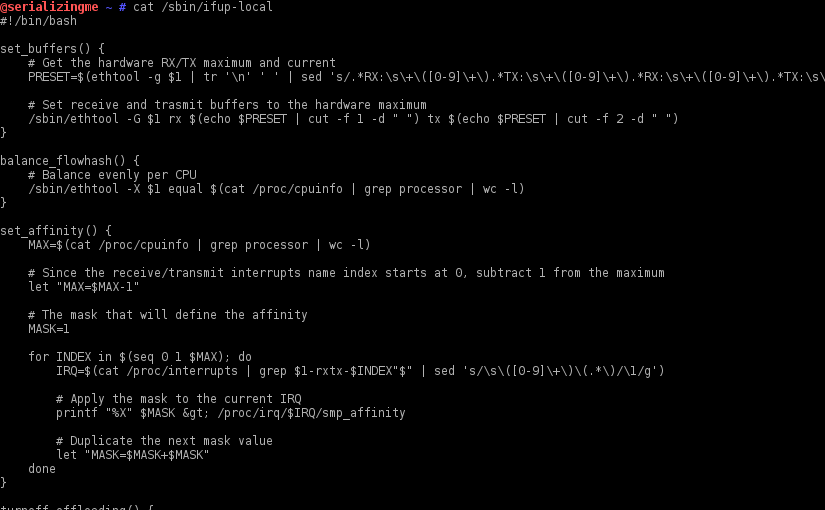 @serializingme ~ # cat /sbin/ifup-local
#!/bin/bash

set_buffers() {
    # Get the hardware RX/TX maximum and current
    PRESET=$(ethtool -g $1 | tr '\n' ' ' | sed 's/.*RX:\s\+\([0-9]\+\).*TX:\s\+\([0-9]\+\).*RX:\s\+\([0-9]\+\).*TX:\s\

    # Set receive and trasmit buffers to the hardware maximum
    /sbin/ethtool -G $1 rx $(echo $PRESET | cut -f 1 -d " ") tx $(echo $PRESET | cut -f 2 -d " ")
}

balance_flowhash() {
    # Balance evenly per CPU
    /sbin/ethtool -X $1 equal $(cat /proc/cpuinfo | grep processor | wc -l)
}

set_affinity() {
    MAX=$(cat /proc/cpuinfo | grep processor | wc -l)

    # Since the receive/transmit interrupts name index starts at 0, subtract 1 from the maximum
    let "MAX=$MAX-1"

    # The mask that will define the affinity
    MASK=1

    for INDEX in $(seq 0 1 $MAX); do
        IRQ=$(cat /proc/interrupts | grep $1-rxtx-$INDEX"$" | sed 's/\s\([0-9]\+\)\(.*\)/\1/g')

        # Apply the mask to the current IRQ
        printf "%X" $MASK &gt; /proc/irq/$IRQ/smp_affinity

        # Duplicate the next mask value
        let "MASK=$MASK+$MASK"
    done
}

turnoff_offloading() {